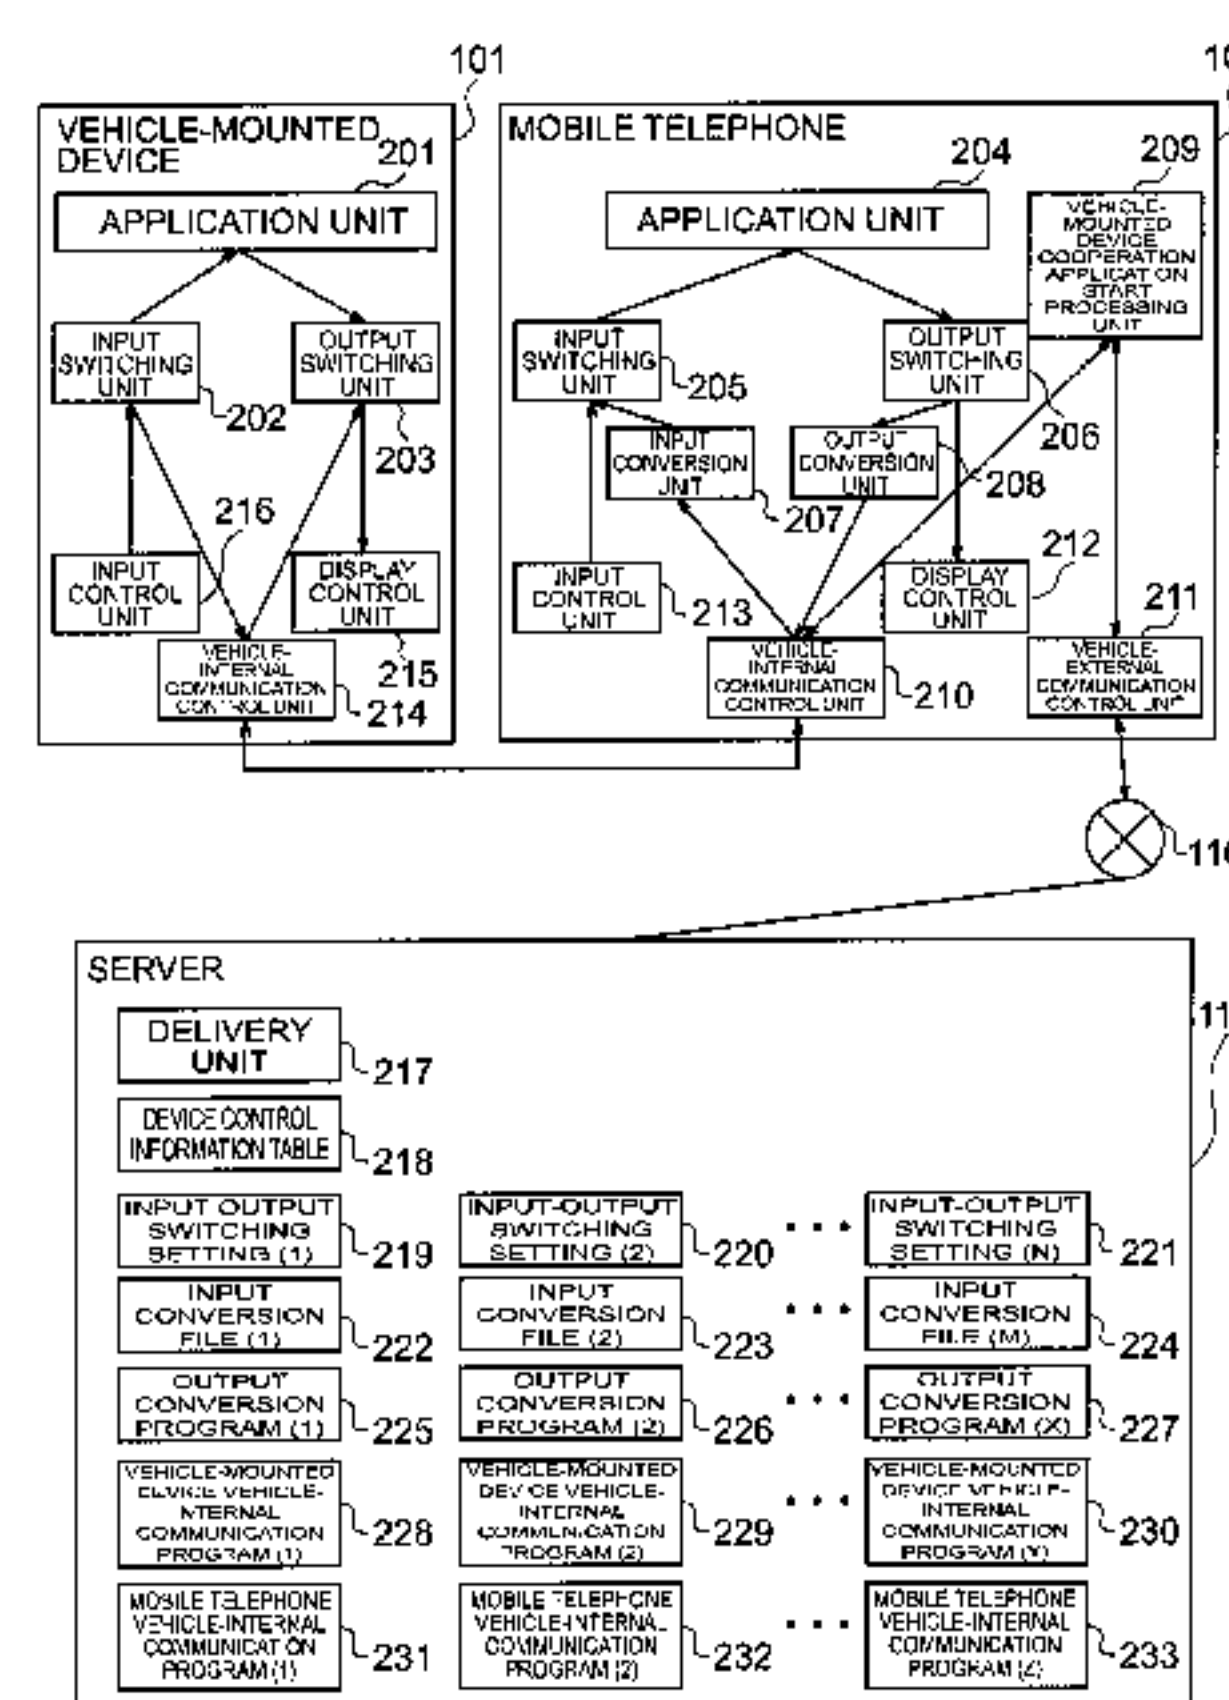 101
10
VEHICLE-MOUNTED
DEVICE
201
APPLICATION UNIT
INPUT
SWITCHING
UNIT
202
OUTPUT
SWITCHING
UNIT
203
216
INPUT
CONTROL
UNIT
DISPLAY
CONTROL
UNIT
215
VEHICLE-
INTERNAL
COMMUNICATION
CONTROL UNIT
214
MOBILE TELEPHONE
204
APPLICATION UNIT
209
VEHICLE-
MOUNTED
DEVICE
COOPERATION
APPLICATION
START
PROCESSING
UNIT
INPUT
SWITCHING
UNIT
205
OUTPUT
SWITCHING
UNIT
206
INPUT
CONVERSION
UNIT
207
OUTPUT
CONVERSION
UNIT
208
INPUT
CONTROL
UNIT
213
DISPLAY
CONTROL
UNIT
212
211
VEHICLE-
INTERNAL
COMMUNICATION
CONTROL UNIT
210
VEHICLE-
EXTERNAL
COMMUNICATION
CONTROL UNIT
110
SERVER
11
DELIVERY
UNIT
217
DEVICE CONTROL
INFORMATION TABLE
218
INPUT OUTPUT
SWITCHING
SETTING (1)
219
INPUT-OUTPUT
SWITCHING
SETTING (2)
220
• • •
INPUT-OUTPUT
SWITCHING
SETTING (N)
221
INPUT
CONVERSION
FILE (1)
222
INPUT
CONVERSION
FILE (2)
223
• • •
INPUT
CONVERSION
FILE (M)
224
OUTPUT
CONVERSION
PROGRAM (1)
225
OUTPUT
CONVERSION
PROGRAM (2)
226
• • •
OUTPUT
CONVERSION
PROGRAM (X)
227
VEHICLE-MOUNTED
DEVICE VEHICLE-
INTERNAL
COMMUNICATION
PROGRAM (1)
228
VEHICLE-MOUNTED
DEVICE VEHICLE-
INTERNAL
COMMUNICATION
PROGRAM (2)
229
• • •
VEHICLE-MOUNTED
DEVICE VEHICLE-
INTERNAL
COMMUNICATION
PROGRAM (Y)
230
MOBILE TELEPHONE
VEHICLE-INTERNAL
COMMUNICATION
PROGRAM (1)
231
MOBILE TELEPHONE
VEHICLE-INTERNAL
COMMUNICATION
PROGRAM (2)
232
• • •
MOBILE TELEPHONE
VEHICLE-INTERNAL
COMMUNICATION
PROGRAM (Z)
233